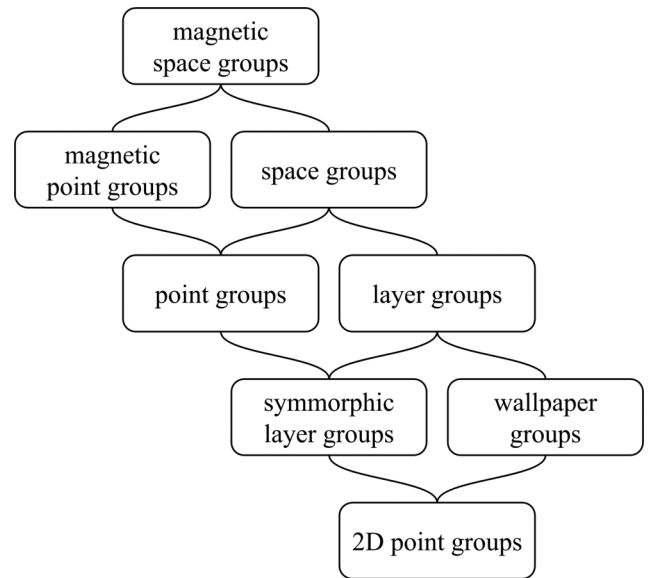 magnetic
space groups
magnetic
point groups
space groups
point groups
layer groups
symmorphic
layer groups
wallpaper
groups
2D point groups